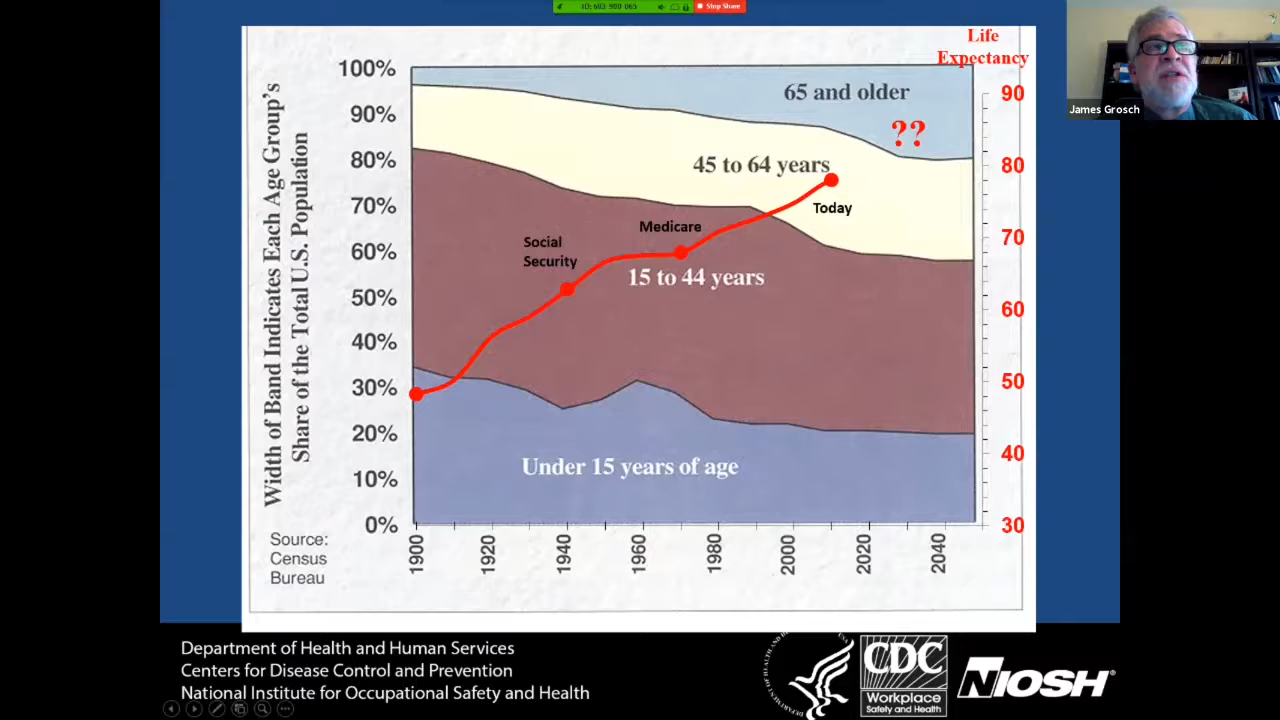 ID: 603-900-065
Stop Share
Life
Expectancy
James Grosch
Width of Band Indicates Each Age Group's
Share of the Total U.S. Population
100%
90%
80%
70%
60%
50%
40%
30%
20%
10%
0%
65 and older
??
45 to 64 years
Today
Medicare
Social
Security
15 to 44 years
Under 15 years of age
90
80
70
60
50
40
30
1900
1920
1940
1960
1980
2000
2020
2040
Source:
Census
Bureau
Department of Health and Human Services
Centers for Disease Control and Prevention
National Institute for Occupational Safety and Health
CDC
Workplace
Safety and Health
NIOSH